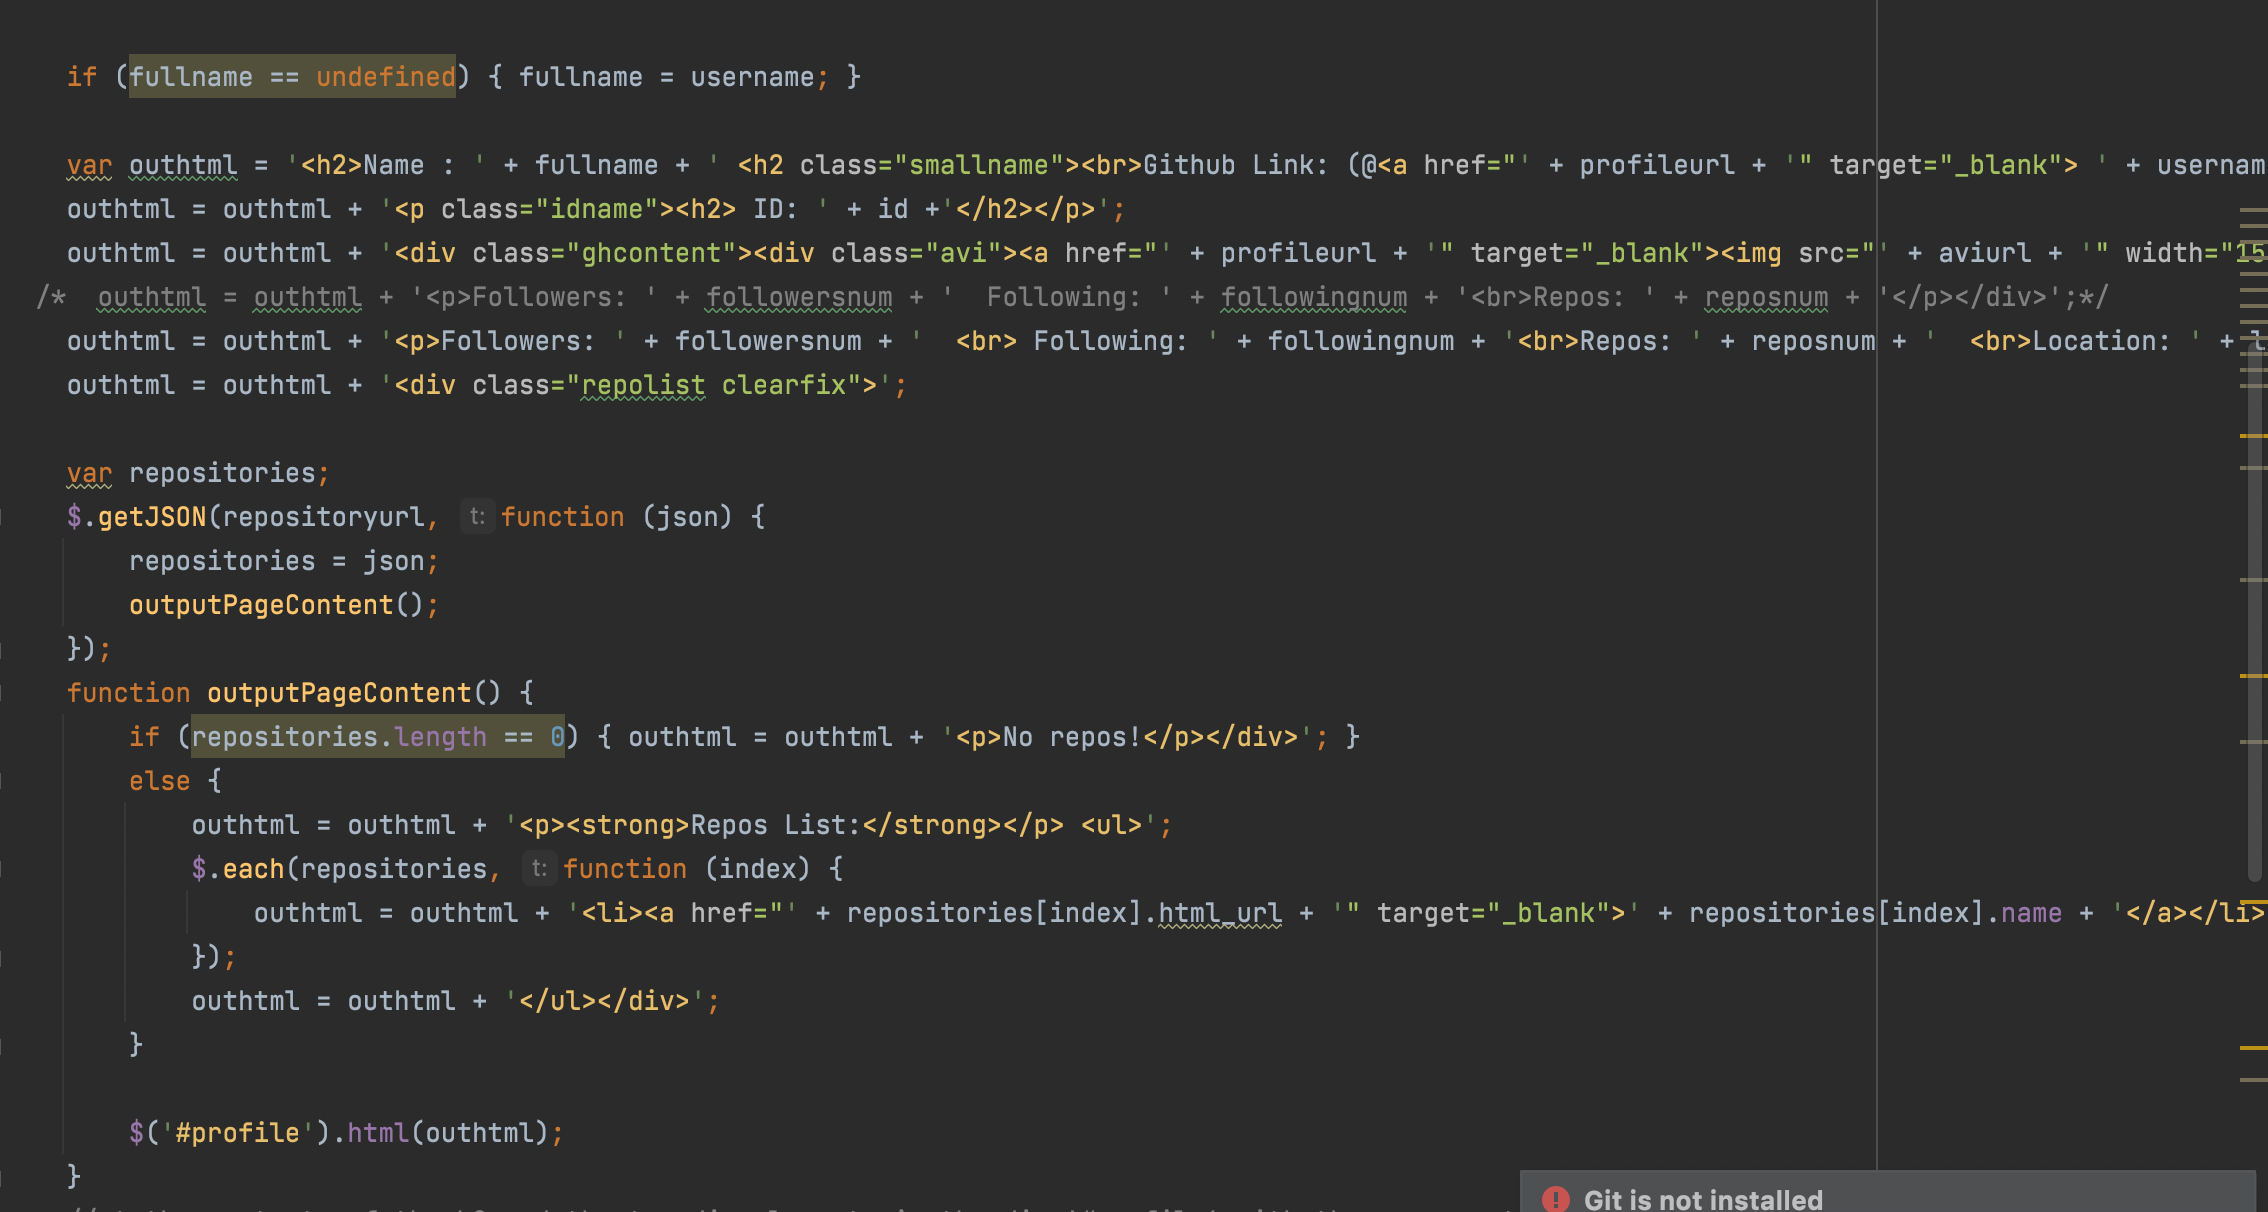 if (fullname == undefined) { fullname = username; }
var outhtml = '<h2>Name : ' + fullname + ' <h2 class="smallname"><br>Github Link: (@<a href="' + profileurl + '" target="_blank"> ' + usernam
outhtml = outhtml + '<p class="idname"><h2> ID: ' + id +'</h2></p>';
outhtml = outhtml + '<div class="ghcontent"><div class="avi"><a href="' + profileurl + '" target="_blank"><img src="' + aviurl + '" width="15
/*  outhtml = outhtml + '<p>Followers: ' + followersnum + '  Following: ' + followingnum + '<br>Repos: ' + reposnum + '</p></div>';*/
outhtml = outhtml + '<p>Followers: ' + followersnum + '  <br> Following: ' + followingnum + '<br>Repos: ' + reposnum + '  <br>Location: ' + l
outhtml = outhtml + '<div class="repolist clearfix">';
var repositories;
$.getJSON(repositoryurl, t: function (json) {
repositories = json;
outputPageContent();
});
function outputPageContent() {
if (repositories.length == 0) { outhtml = outhtml + '<p>No repos!</p></div>'; }
else {
outhtml = outhtml + '<p><strong>Repos List:</strong></p> <ul>';
$.each(repositories, t: function (index) {
outhtml = outhtml + '<li><a href="' + repositories[index].html_url + '" target="_blank">' + repositories[index].name + '</a></li>
});
outhtml = outhtml + '</ul></div>';
}
$('#profile').html(outhtml);
}
Git is not installed